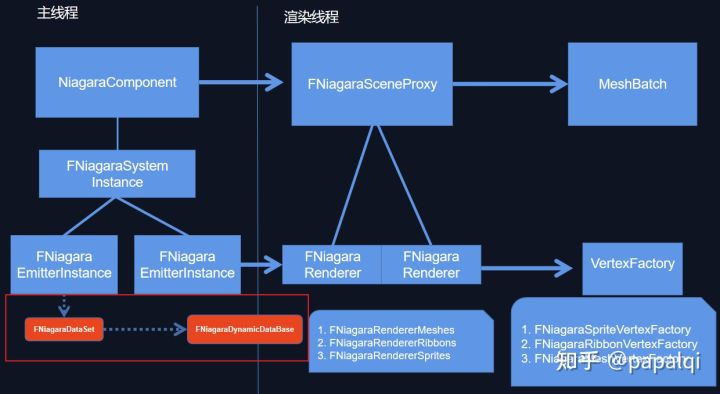 主线程
渲染线程
NiagaraComponent
FNiagaraSceneProxy
MeshBatch
FNiagaraSystem
Instance
FNiagara
EmitterInstance
FNiagara
EmitterInstance
FNiagara
Renderer
FNiagara
Renderer
VertexFactory
FNiagaraDataSet
FNiagaraDynamicDataBase
1. FNiagaraRendererMeshes
2. FNiagaraRendererRibbons
3. FNiagaraRendererSprites
1. FNiagaraSpriteVertexFactory
2. FNiagaraRibbonVertexFactory
3. FNiagaraMeshVertexFactory
知乎 @papalqi